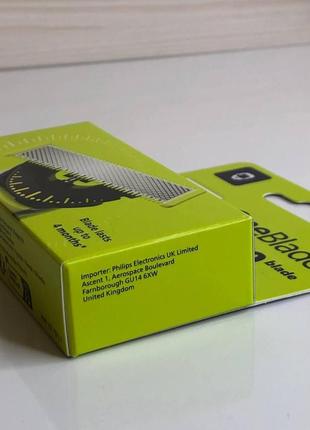 Blade lasts
up to
4 months*
Importer: Philips Electronics UK Limited
Ascent 1, Aerospace Boulevard
Farnborough GU14 6XW
United Kingdom
eBlade
blade